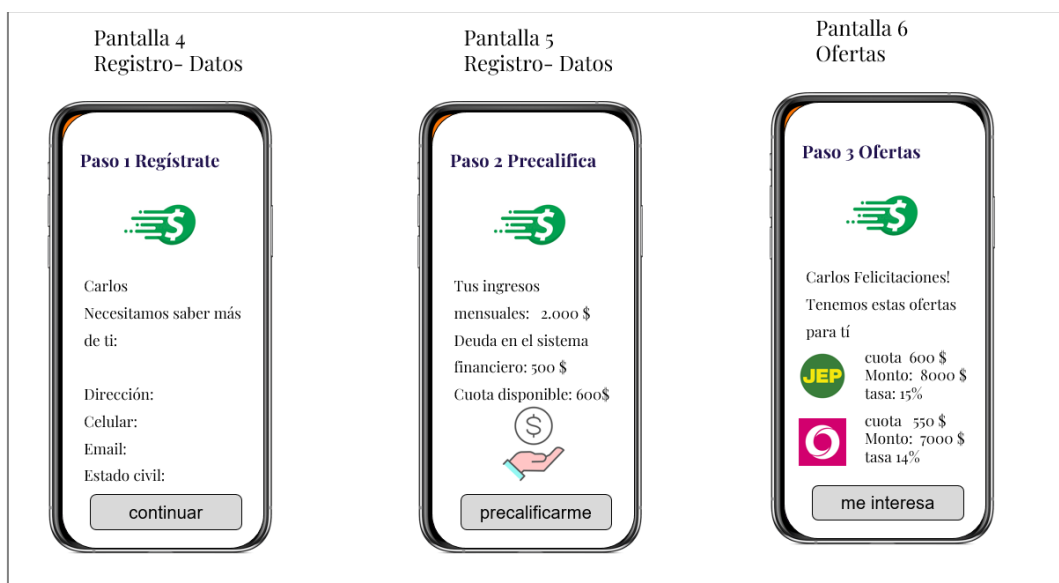 Pantalla 4
Registro- Datos
Paso 1 Regístrate
$
Carlos
Necesitamos saber más
de ti:
Dirección:
Celular:
Email:
Estado civil:
continuar
Pantalla 5
Registro- Datos
Paso 2 Precalifica
$
Tus ingresos
mensuales: 2.000 $
Deuda en el sistema
financiero: 500 $
Cuota disponible: 600$
$
precalificarme
Pantalla 6
Ofertas
Paso 3 Ofertas
$
Carlos Felicitaciones!
Tenemos estas ofertas
para tí
JEP
cuota 600 $
Monto: 8000 $
tasa: 15%
cuota 550 $
Monto: 7000 $
tasa 14%
me interesa